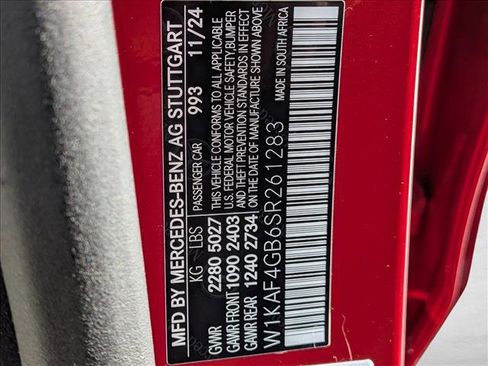 MFD BY MERCEDES-BENZ AG STUTTGART
KG LBS PASSENGER CAR 993 11/24
GVWR 2280 5027 THIS VEHICLE CONFORMS TO ALL APPLICABLE
GAWR FRONT 1090 2403 U.S. FEDERAL MOTOR VEHICLE SAFETY,BUMPER
GAWR REAR 1240 2734 AND THEFT PREVENTION STANDARDS IN EFFECT
ON THE DATE OF MANUFACTURE SHOWN ABOVE
W1KAF4GB6SR261283 MADE IN SOUTH AFRICA